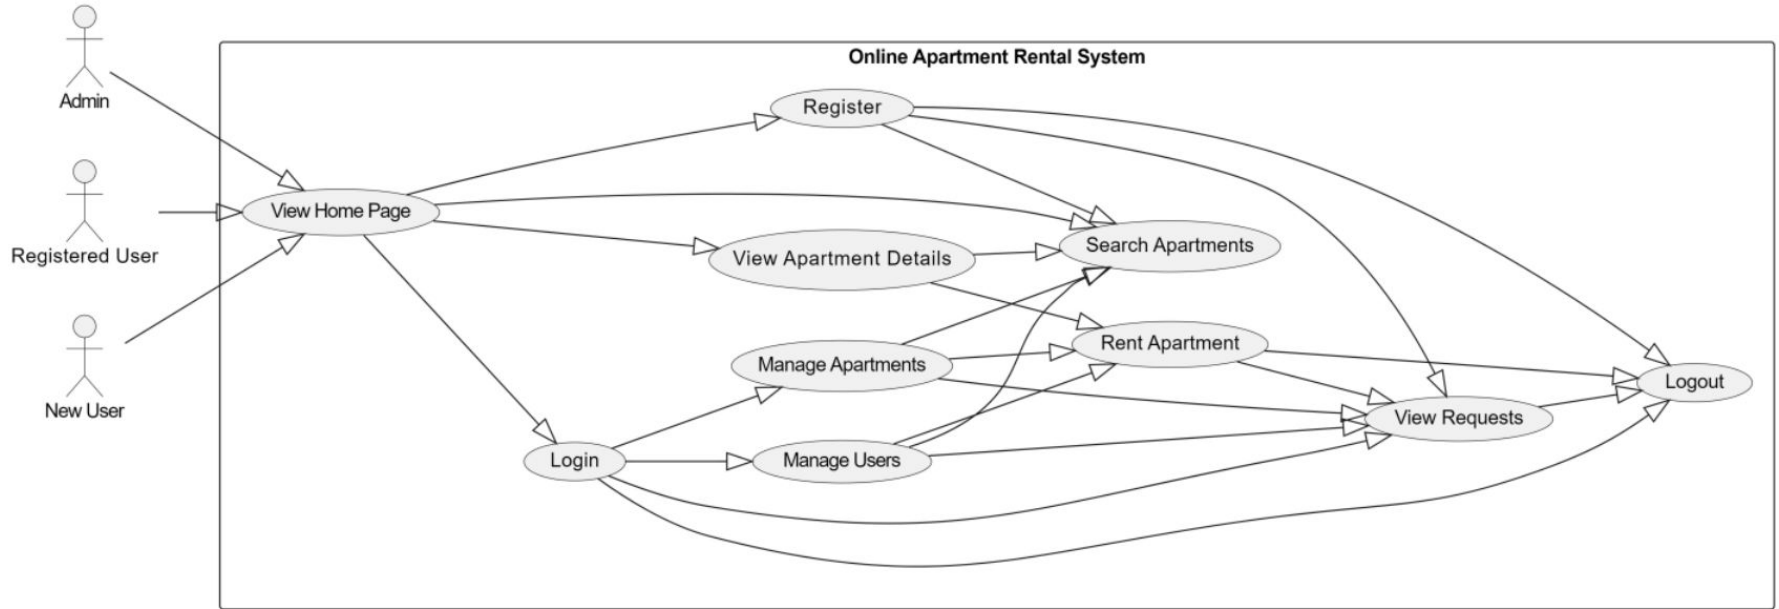 Admin
Online Apartment Rental System
Register
Registered User
View Home Page
Search Apartments
View Apartment Details
Rent Apartment
Manage Apartments
Logout
New User
View Requests
Login
Manage Users